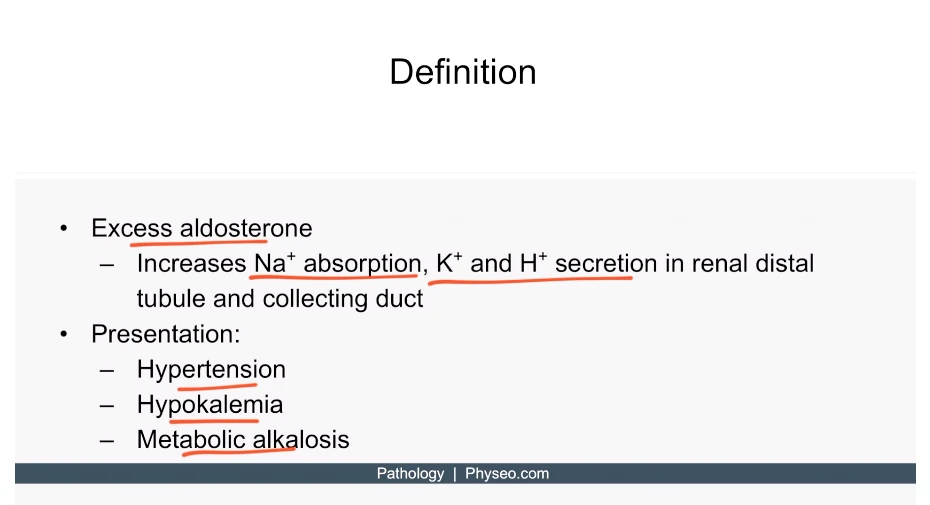 Definition
• Excess aldosterone
– Increases Na⁺ absorption, K⁺ and H⁺ secretion in renal distal
tubule and collecting duct
• Presentation:
– Hypertension
– Hypokalemia
– Metabolic alkalosis
Pathology | Physeo.com